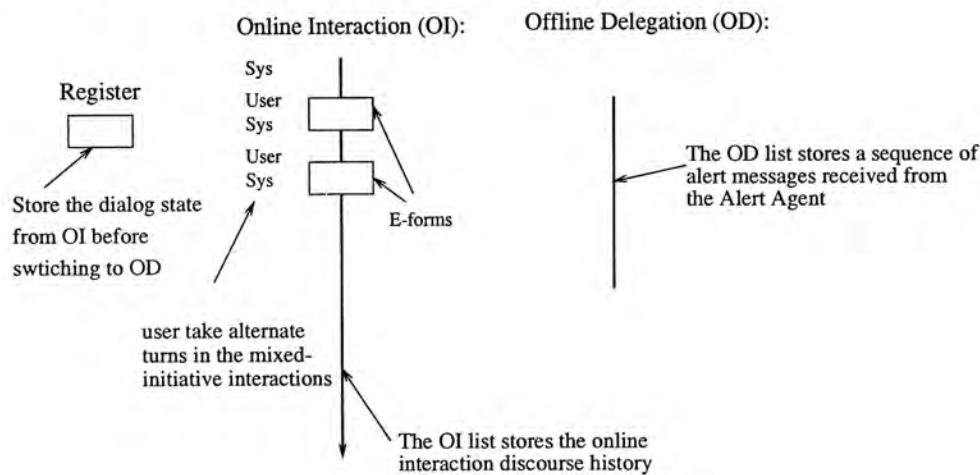 Online Interaction (OI):
Offline Delegation (OD):
Register
Sys
User
Sys
User
Sys
E-forms
Store the dialog state
from OI before
swtiching to OD
The OD list stores a sequence of
alert messages received from
the Alert Agent
user take alternate
turns in the mixed-
initiative interactions
The OI list stores the online
interaction discourse history